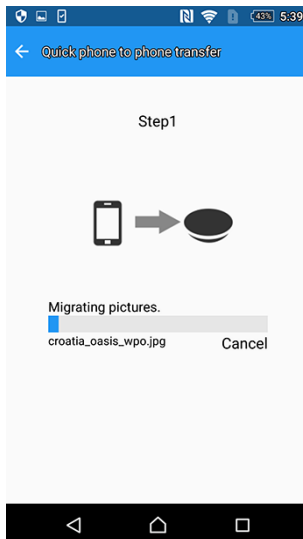 43% 5:39
Quick phone to phone transfer
Step1
Migrating pictures.
croatia_oasis_wpo.jpg
Cancel